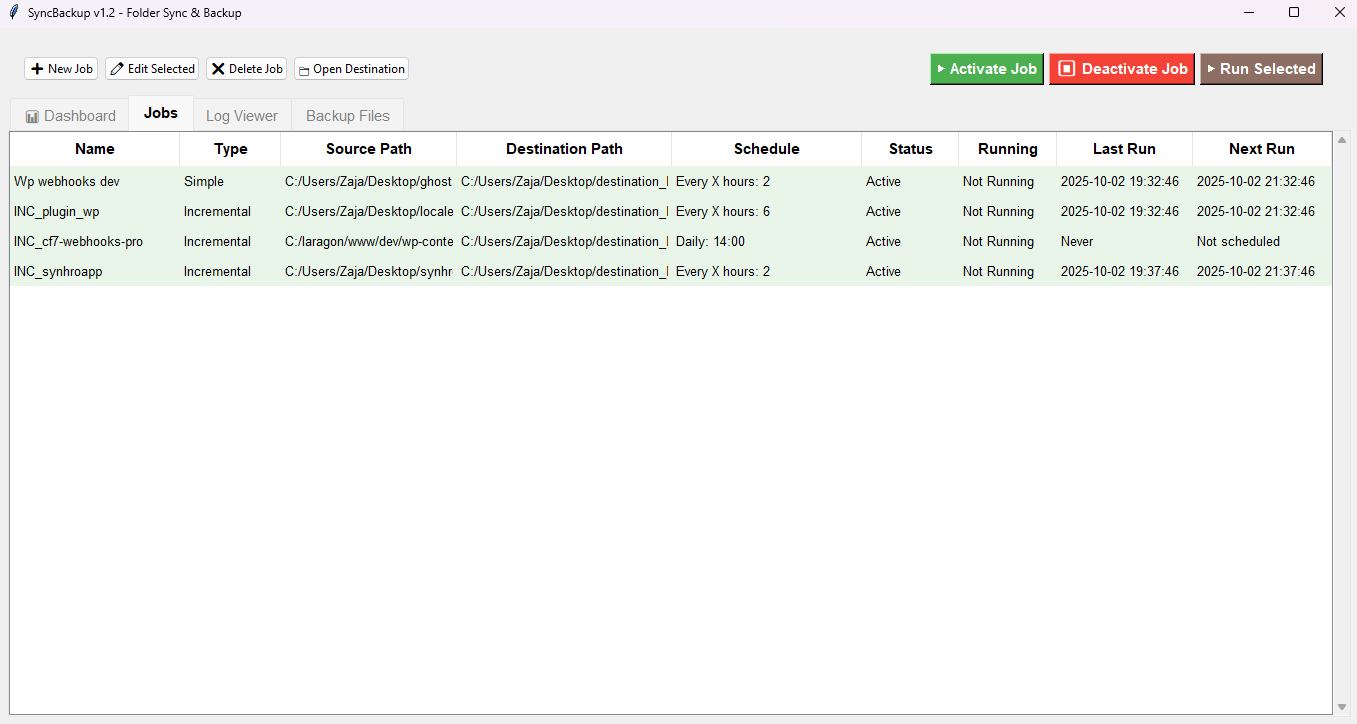 SyncBackup v1.2 - Folder Sync & Backup
New Job Edit Selected Delete Job Open Destination Activate Job Deactivate Job Run Selected
Dashboard Jobs Log Viewer Backup Files
Name Type Source Path Destination Path Schedule Status Running Last Run Next Run
Wp webhooks dev Simple C:/Users/Zaja/Desktop/ghost C:/Users/Zaja/Desktop/destination_ Every X hours: 2 Active Not Running 2025-10-02 19:32:46 2025-10-02 21:32:46
INC_plugin_wp Incremental C:/Users/Zaja/Desktop/locale C:/Users/Zaja/Desktop/destination_ Every X hours: 6 Active Not Running 2025-10-02 19:32:46 2025-10-02 21:32:46
INC_cf7-webhooks-pro Incremental C:/laragon/www/dev/wp-conte C:/Users/Zaja/Desktop/destination_ Daily: 14:00 Active Not Running Never Not scheduled
INC_synhroapp Incremental C:/Users/Zaja/Desktop/synhr C:/Users/Zaja/Desktop/destination_ Every X hours: 2 Active Not Running 2025-10-02 19:37:46 2025-10-02 21:37:46